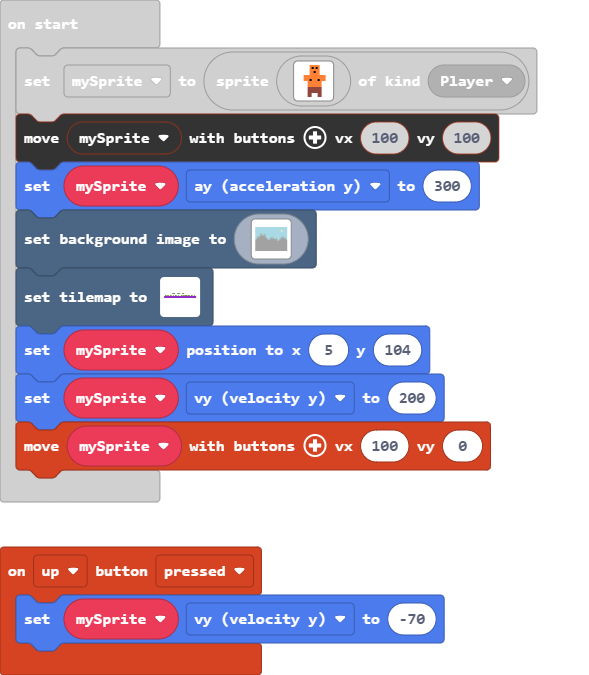 on start
set mySprite to sprite of kind Player
move mySprite with buttons + vx 100 vy 100
set mySprite ay (acceleration y) to 300
set background image to
set tilemap to
set mySprite position to x 5 y 104
set mySprite vy (velocity y) to 200
move mySprite with buttons + vx 100 vy 0
on up button pressed
set mySprite vy (velocity y) to -70